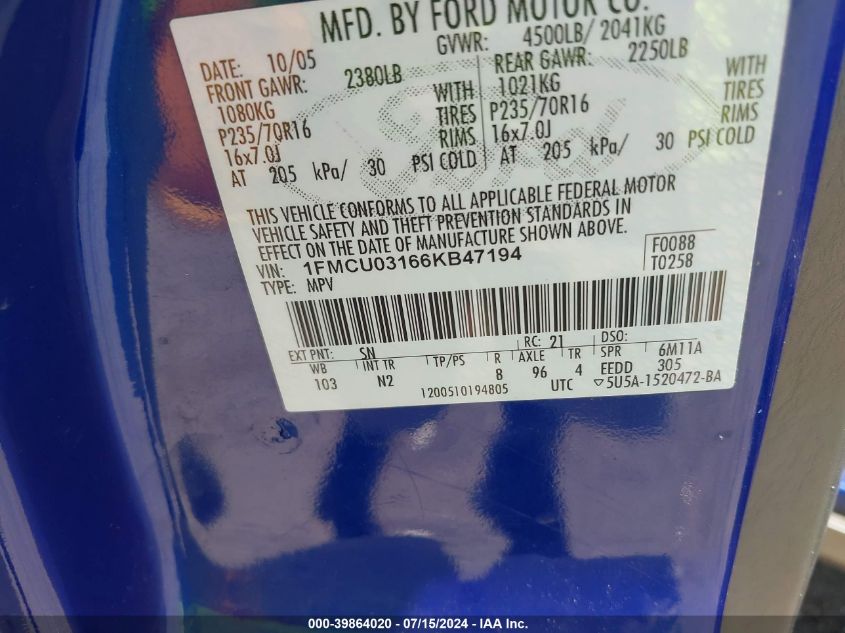 MFD. BY FORD MOTOR CO.
DATE: 10/05 GVWR: 4500LB/ 2041KG
FRONT GAWR: 2380LB REAR GAWR: 2250LB
1080KG WITH 1021KG WITH
P235/70R16 TIRES P235/70R16 TIRES
16x7.0J RIMS 16x7.0J RIMS
AT 205 kPa/ 30 PSI COLD AT 205 kPa/ 30 PSI COLD
THIS VEHICLE CONFORMS TO ALL APPLICABLE FEDERAL MOTOR
VEHICLE SAFETY AND THEFT PREVENTION STANDARDS IN
EFFECT ON THE DATE OF MANUFACTURE SHOWN ABOVE.
VIN: 1FMCU03166KB47194 F0088
TYPE: MPV T0258
EXT PNT: SN RC: 21 DSO:
WB INT TR TP/PS R AXLE TR SPR 6M11A
103 N2 8 96 4 EEDD 305
1200510194805 UTC ▽5U5A-1520472-BA
000-39864020 - 07/15/2024 - IAA Inc.